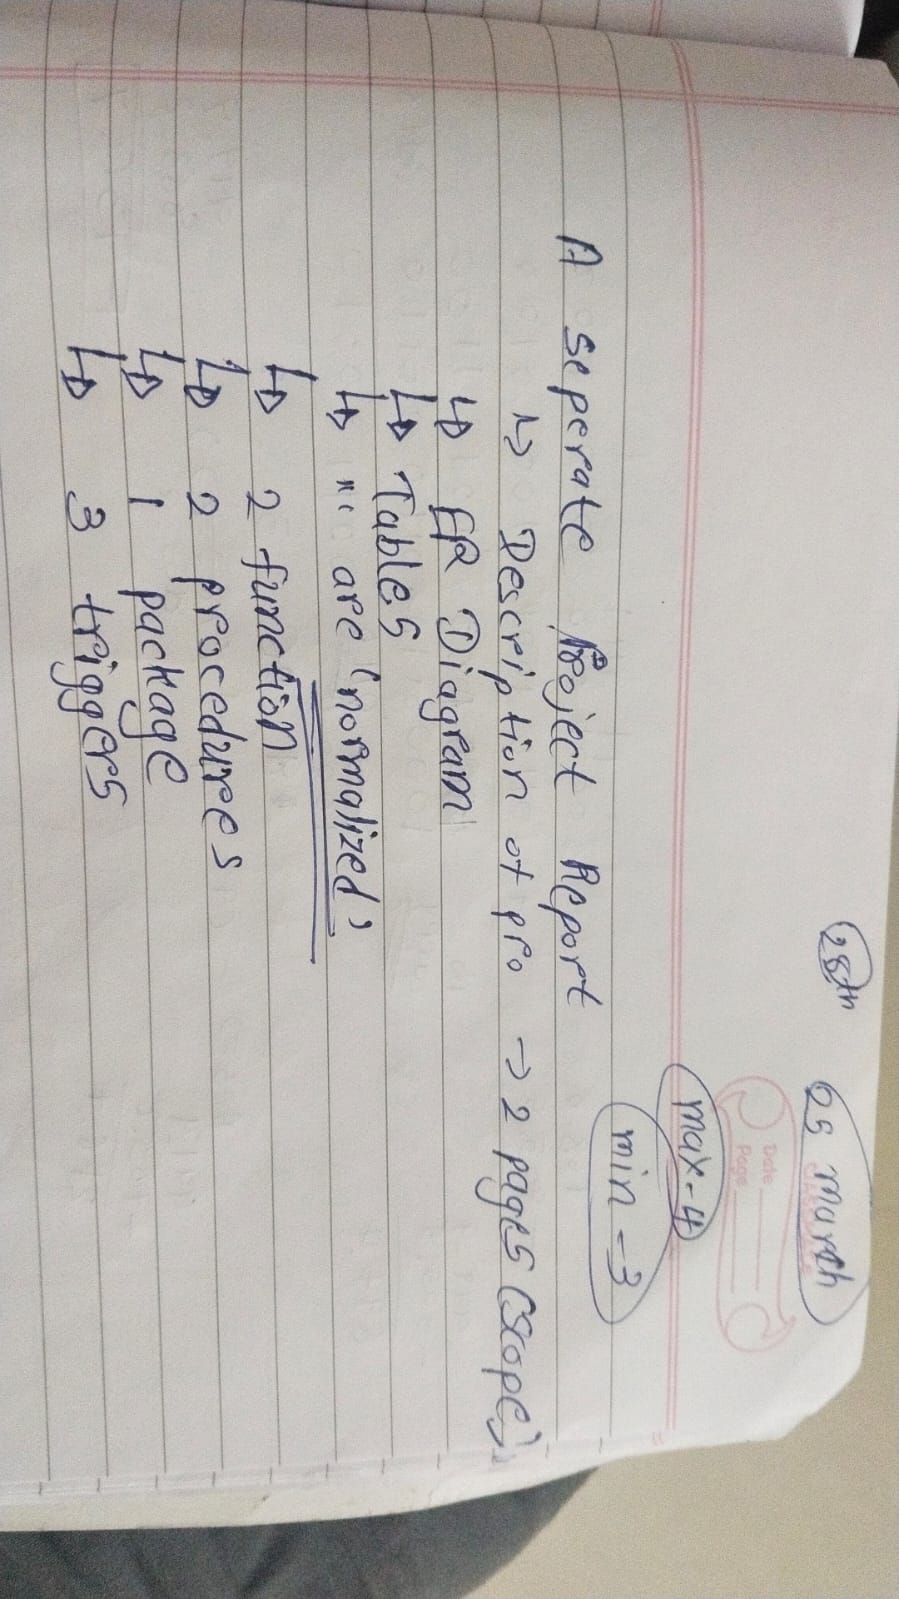 28th
25 march
Date
Page
max-4
min-3
A seperate Project Report
↳ Description of pro → 2 pages (scope)
↳ ER Diagram
↳ Tables
↳ " are 'normalized'
↳ 2 function
↳ 2 procedures
↳ 1 package
↳ 3 triggers